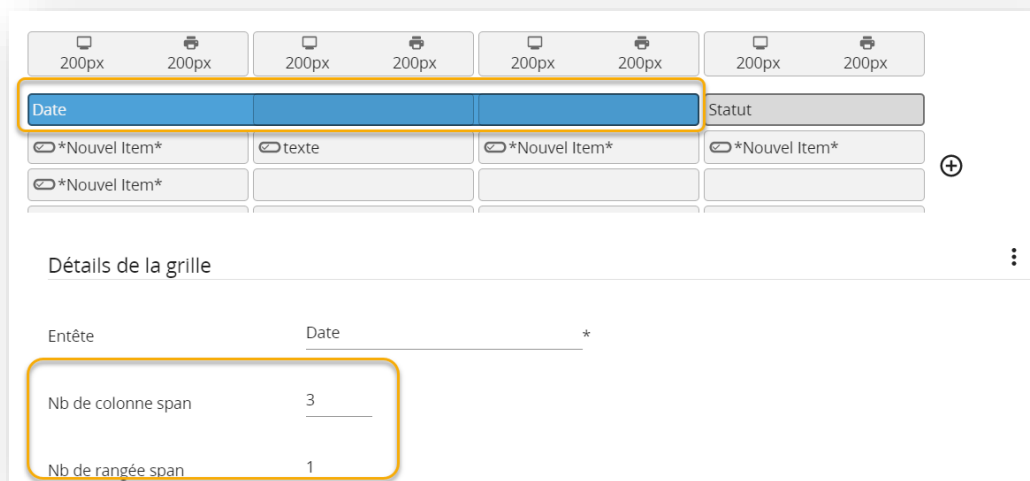 200px 200px 200px 200px 200px 200px 200px 200px
Date Statut
*Nouvel Item* texte *Nouvel Item* *Nouvel Item*
*Nouvel Item*
Détails de la grille
Entête Date *
Nb de colonne span 3
Nb de rangée span 1